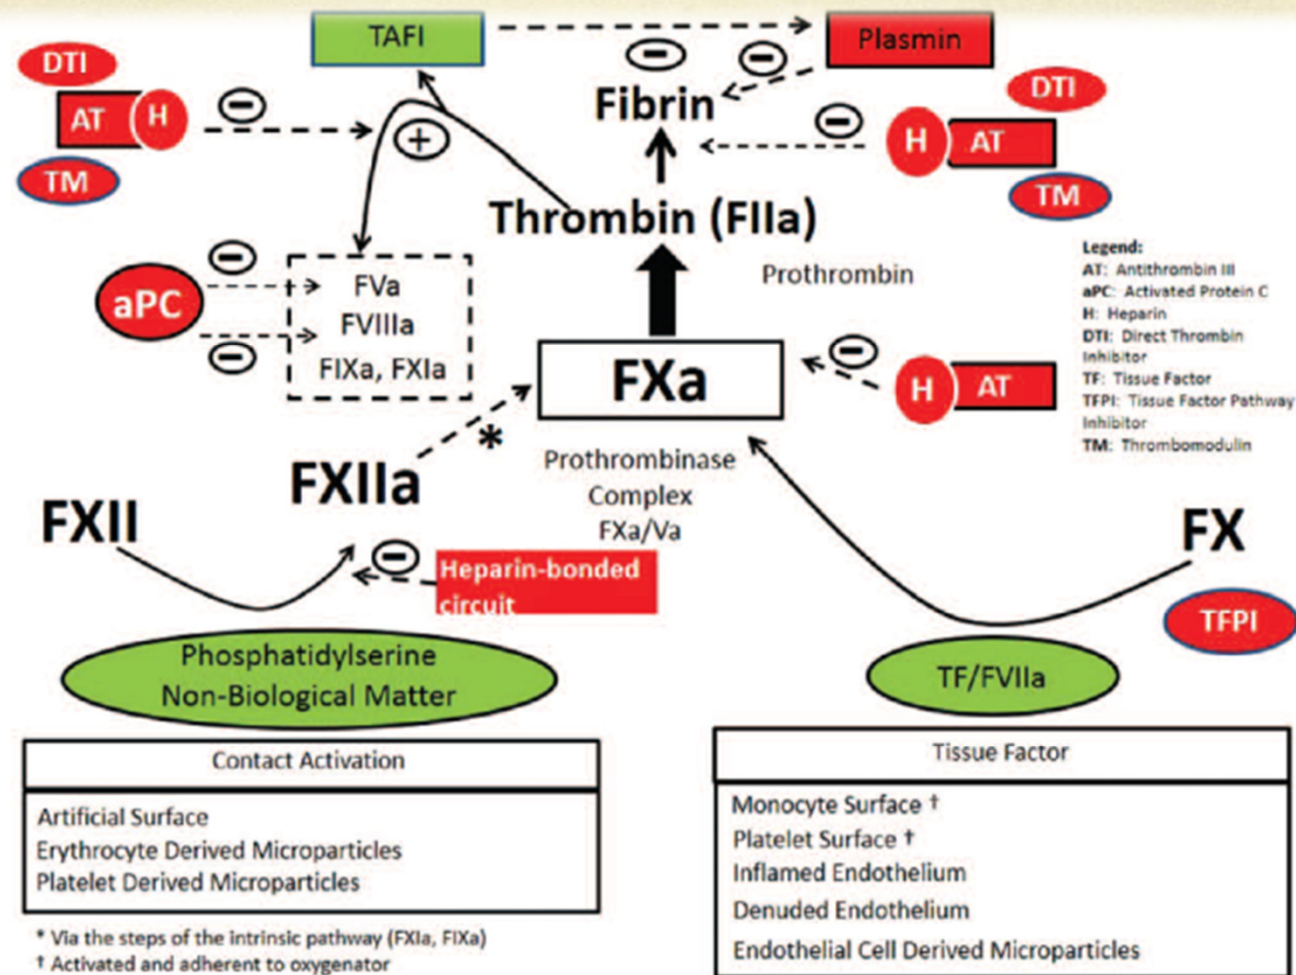 TAFI
Plasmin
DTI
AT H
TM
−
+
−
−
Fibrin
−
DTI
H AT
TM
Thrombin (FIIa)
Prothrombin
Legend:
AT: Antithrombin III
aPC: Activated Protein C
H: Heparin
DTI: Direct Thrombin
Inhibitor
TF: Tissue Factor
TFPI: Tissue Factor Pathway
Inhibitor
TM: Thrombomodulin
aPC
−
−
FVa
FVIIIa
FIXa, FXIa
FXa
−
H AT
*
Prothrombinase
Complex
FXa/Va
FXIIa
FXII
−
Heparin-bonded
circuit
FX
TFPI
Phosphatidylserine
Non-Biological Matter
TF/FVIIa
Contact Activation
Artificial Surface
Erythrocyte Derived Microparticles
Platelet Derived Microparticles
* Via the steps of the intrinsic pathway (FXIa, FIXa)
† Activated and adherent to oxygenator
Tissue Factor
Monocyte Surface †
Platelet Surface †
Inflamed Endothelium
Denuded Endothelium
Endothelial Cell Derived Microparticles